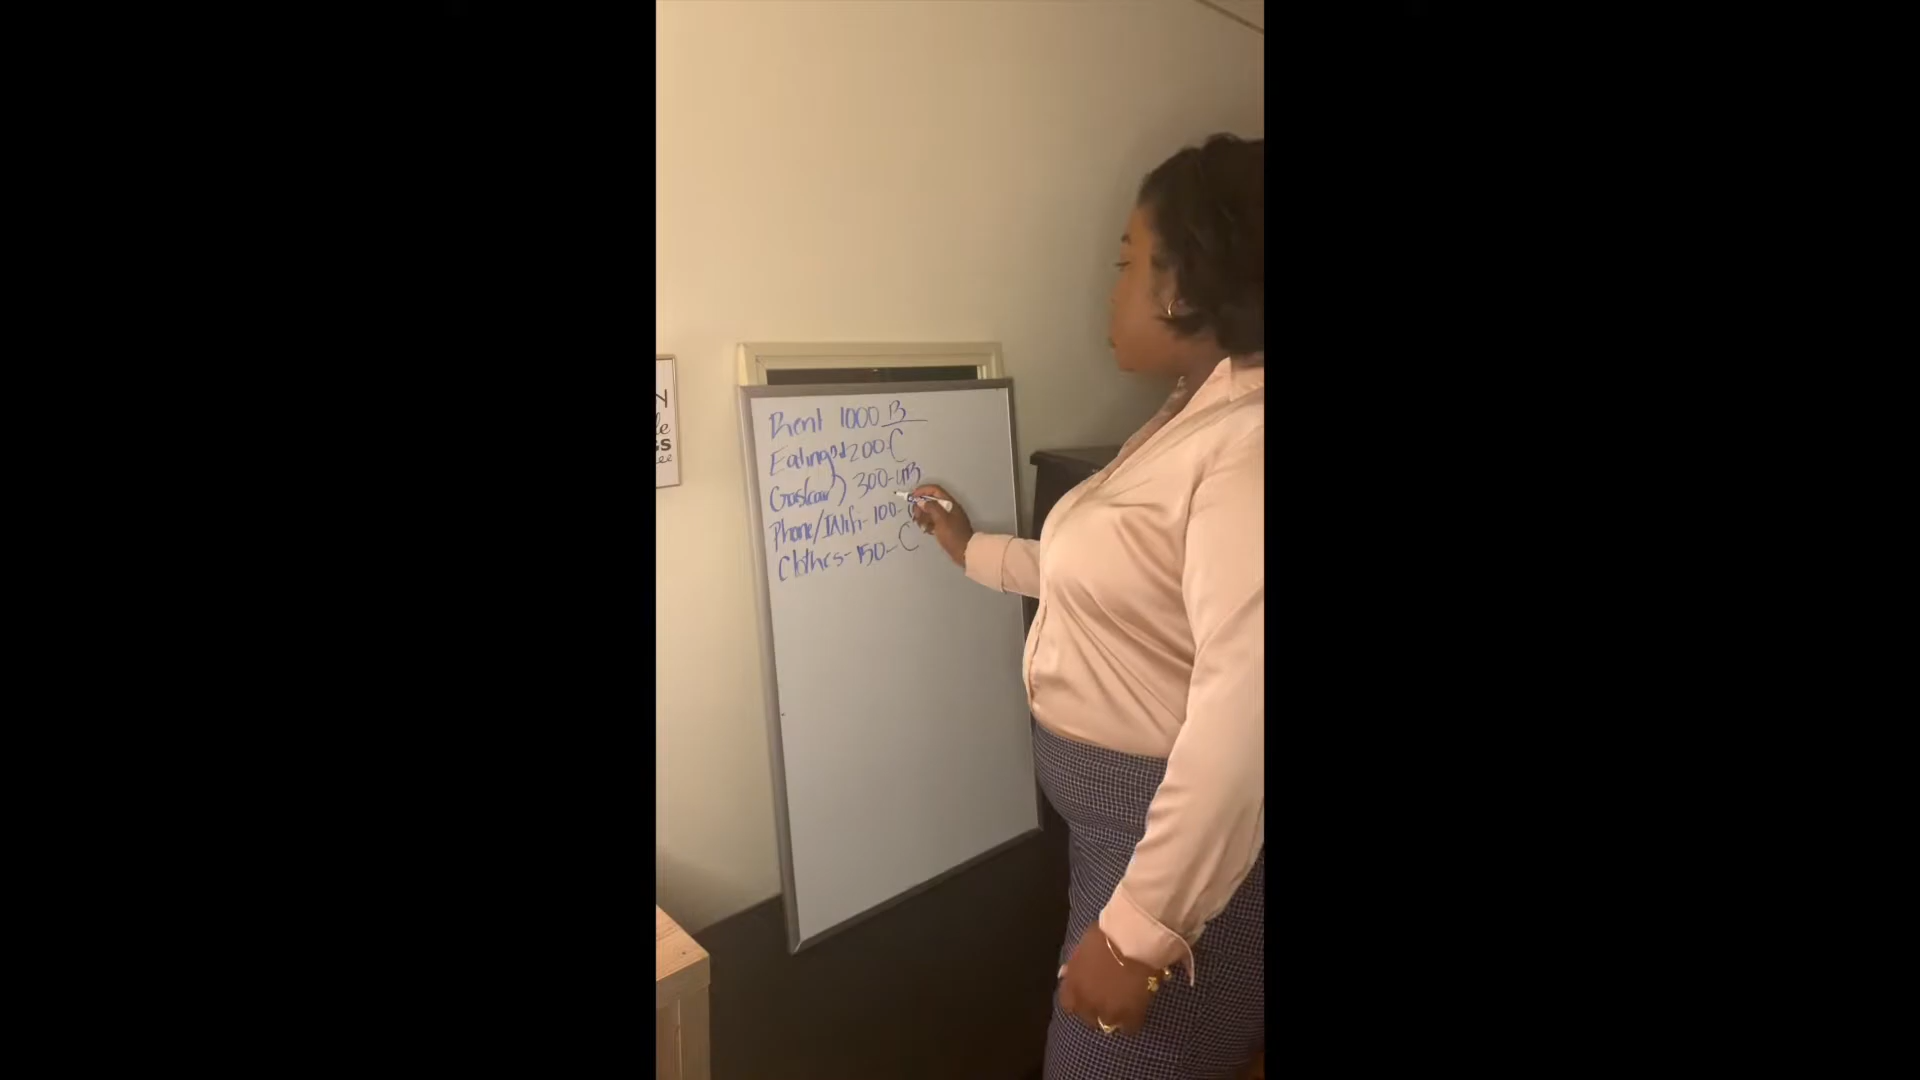 Rent 1000 B
Eating out 200-C
Gas(car) 300-UB
Phone/Wifi- 100-
Clothes- 150- C